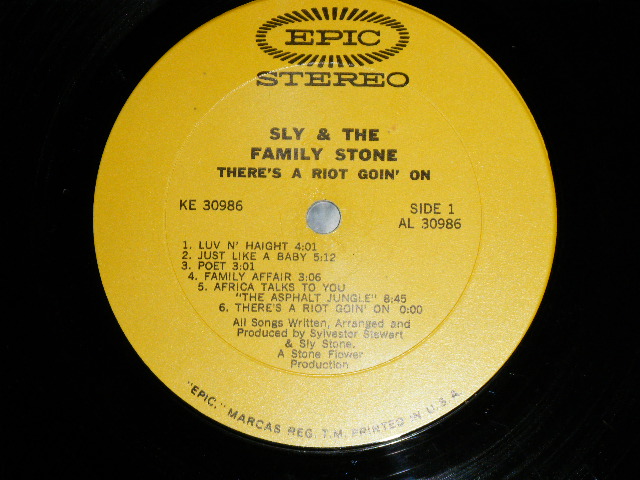 EPIC
STEREO
SLY & THE
FAMILY STONE
THERE'S A RIOT GOIN' ON
KE 30986
SIDE 1
AL 30986
1. LUV N' HAIGHT 4:01
2. JUST LIKE A BABY 5:12
3. POET 3:01
4. FAMILY AFFAIR 3:06
5. AFRICA TALKS TO YOU
"THE ASPHALT JUNGLE" 8:45
6. THERE'S A RIOT GOIN' ON 0:00
All Songs Written, Arranged and
Produced by Sylvester Stewart
& Sly Stone.
A Stone Flower
Production
"EPIC," MARCAS REG. T.M. PRINTED IN U.S.A.